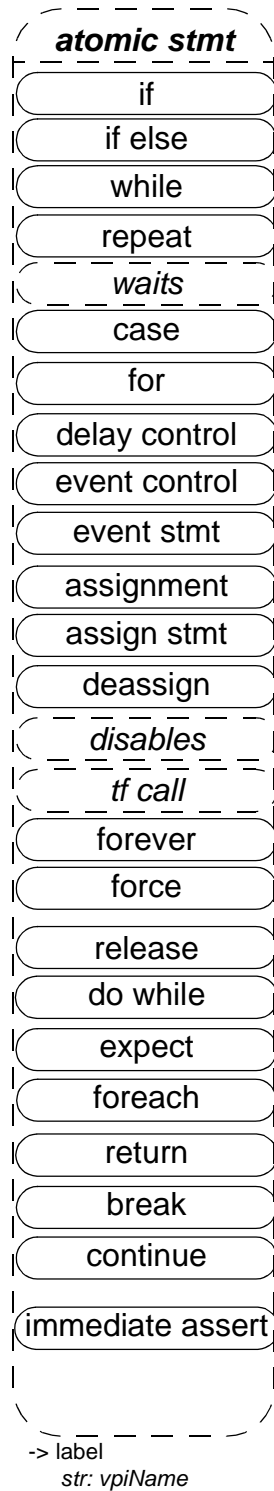 atomic stmt
if
if else
while
repeat
waits
case
for
delay control
event control
event stmt
assignment
assign stmt
deassign
disables
tf call
forever
force
release
do while
expect
foreach
return
break
continue
immediate assert
-> label
str: vpiName